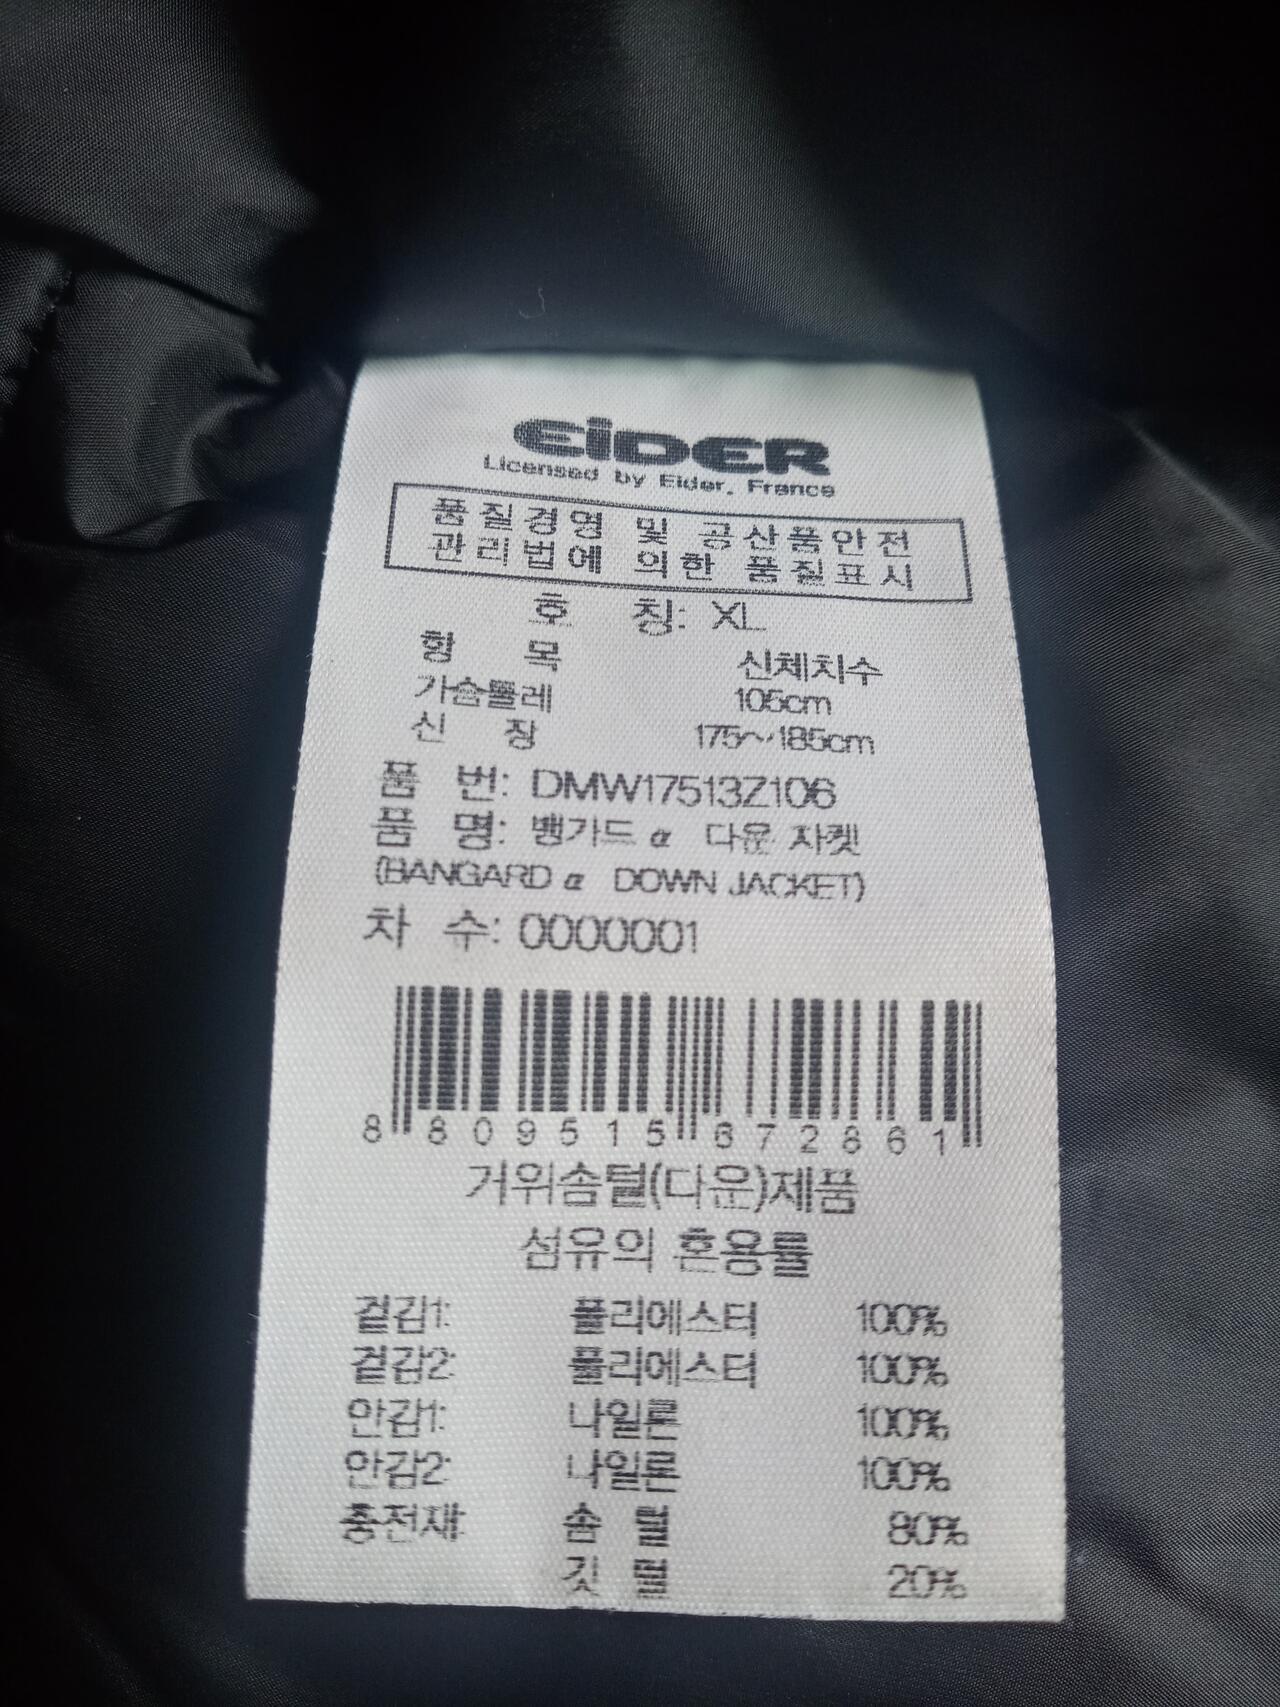 EiDER
Licensed by Eider, France
품질경영 및 공산품안전
관리법에 의한 품질표시
호 칭: XL
항 목 신체치수
가슴둘레 105cm
신 장 175~185cm
품 번: DMW17513Z106
품 명: 뱅가드 α 다운 자켓
(BANGARD α DOWN JACKET)
차 수: 0000001
8 809515 672861
거위솜털(다운)제품
섬유의 혼용률
겉감1: 폴리에스터 100%
겉감2: 폴리에스터 100%
안감1: 나일론 100%
안감2: 나일론 100%
충전재: 솜 털 80%
깃 털 20%